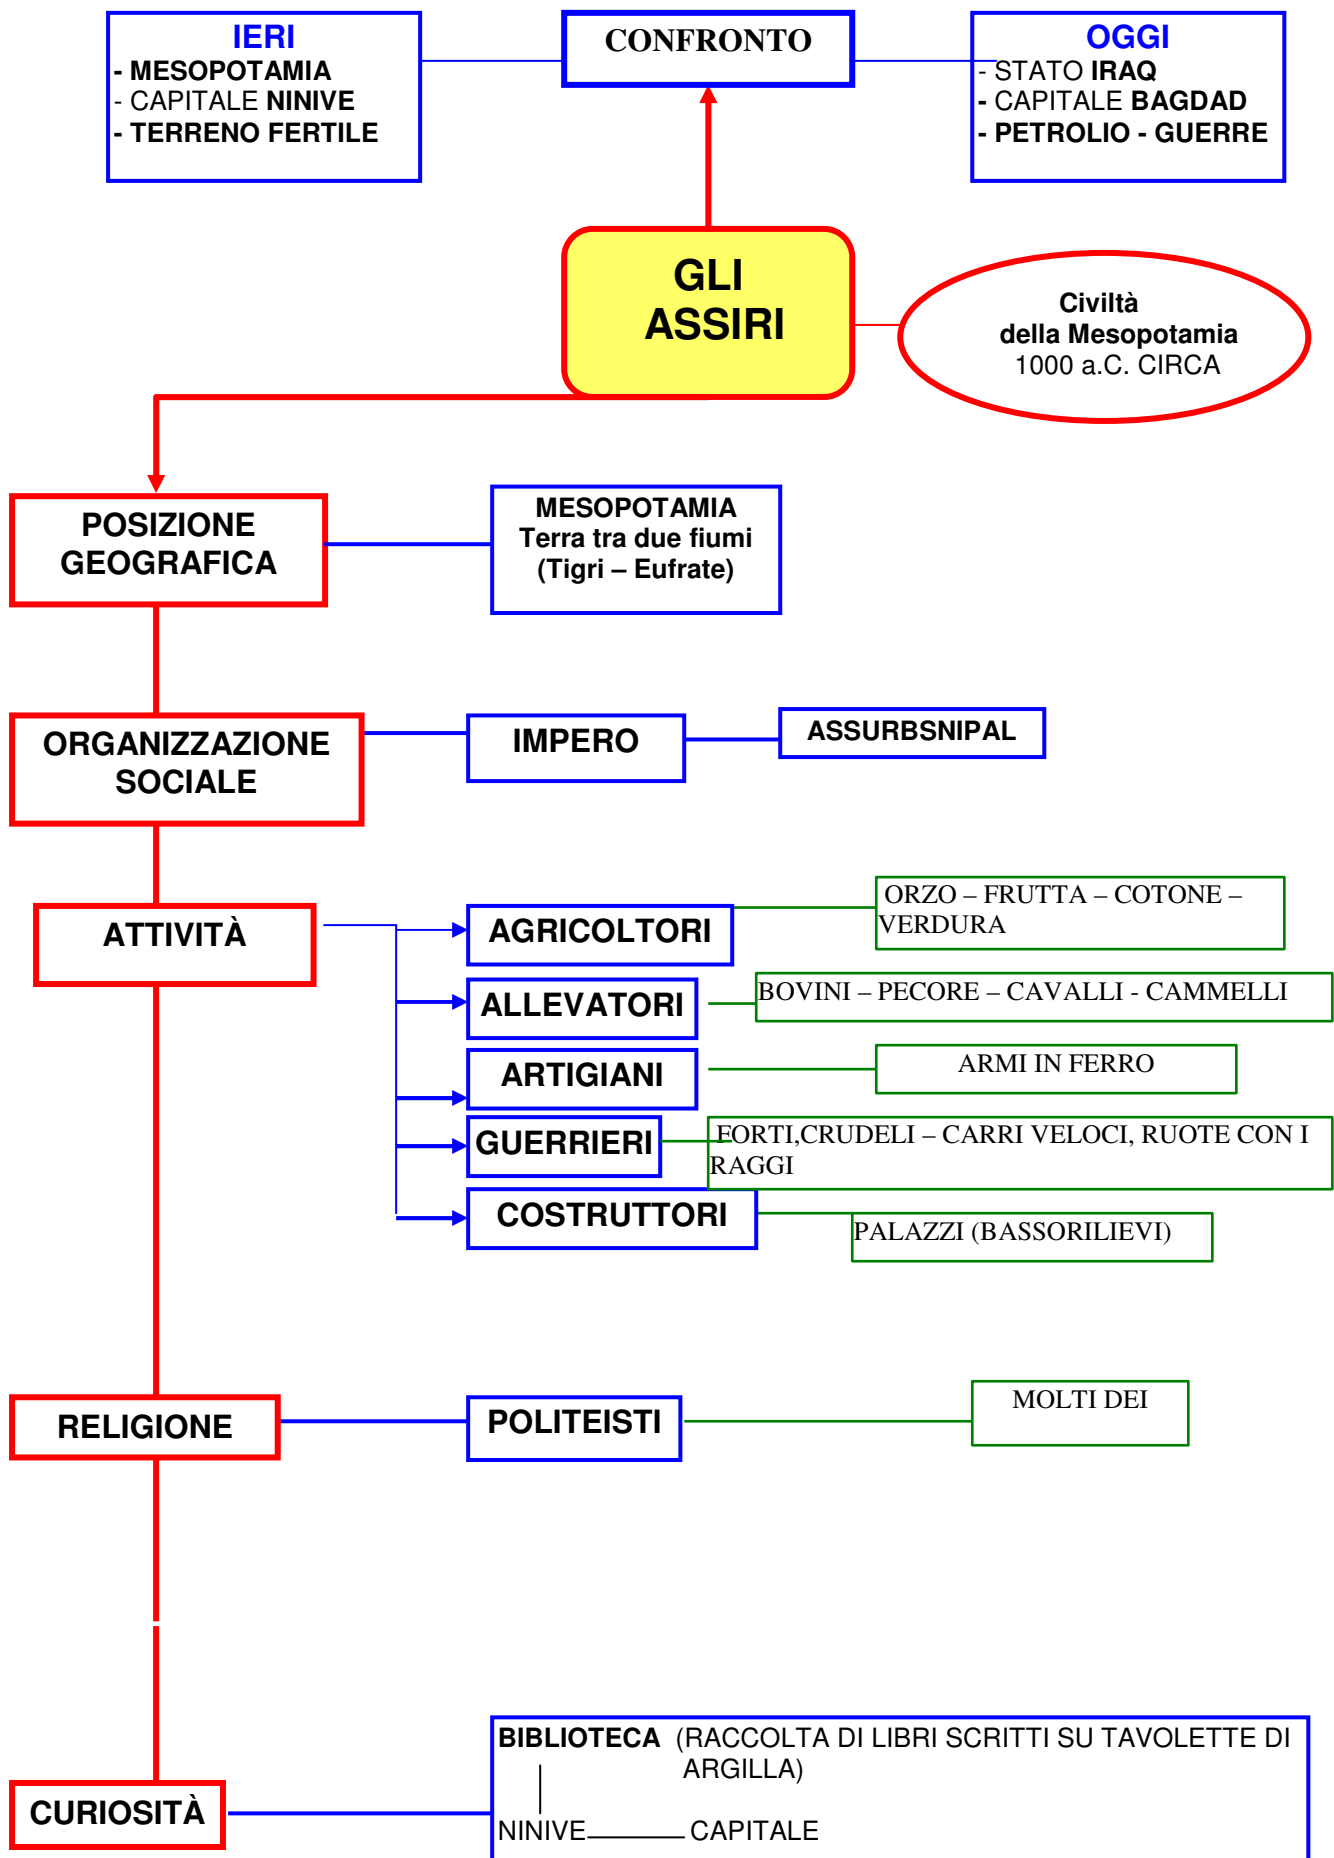 IERI
- MESOPOTAMIA
- CAPITALE NINIVE
- TERRENO FERTILE
CONFRONTO
OGGI
- STATO IRAQ
- CAPITALE BAGDAD
- PETROLIO - GUERRE
GLI
ASSIRI
Civiltà
della Mesopotamia
1000 a.C. CIRCA
POSIZIONE
GEOGRAFICA
MESOPOTAMIA
Terra tra due fiumi
(Tigri – Eufrate)
ORGANIZZAZIONE
SOCIALE
IMPERO
ASSURBSNIPAL
ATTIVITÀ
AGRICOLTORI
ORZO – FRUTTA – COTONE –
VERDURA
ALLEVATORI
BOVINI – PECORE – CAVALLI - CAMMELLI
ARTIGIANI
ARMI IN FERRO
GUERRIERI
FORTI,CRUDELI – CARRI VELOCI, RUOTE CON I
RAGGI
COSTRUTTORI
PALAZZI (BASSORILIEVI)
RELIGIONE
POLITEISTI
MOLTI DEI
CURIOSITÀ
BIBLIOTECA (RACCOLTA DI LIBRI SCRITTI SU TAVOLETTE DI
ARGILLA)
NINIVE CAPITALE